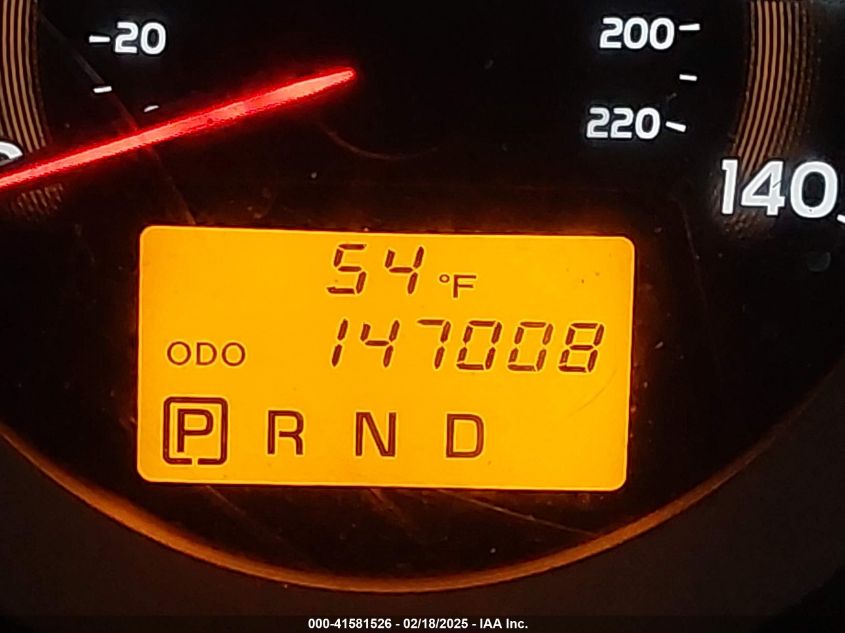 20 200
220
140
54 °F
ODO 147008
P R N D
000-41581526 - 02/18/2025 - IAA Inc.